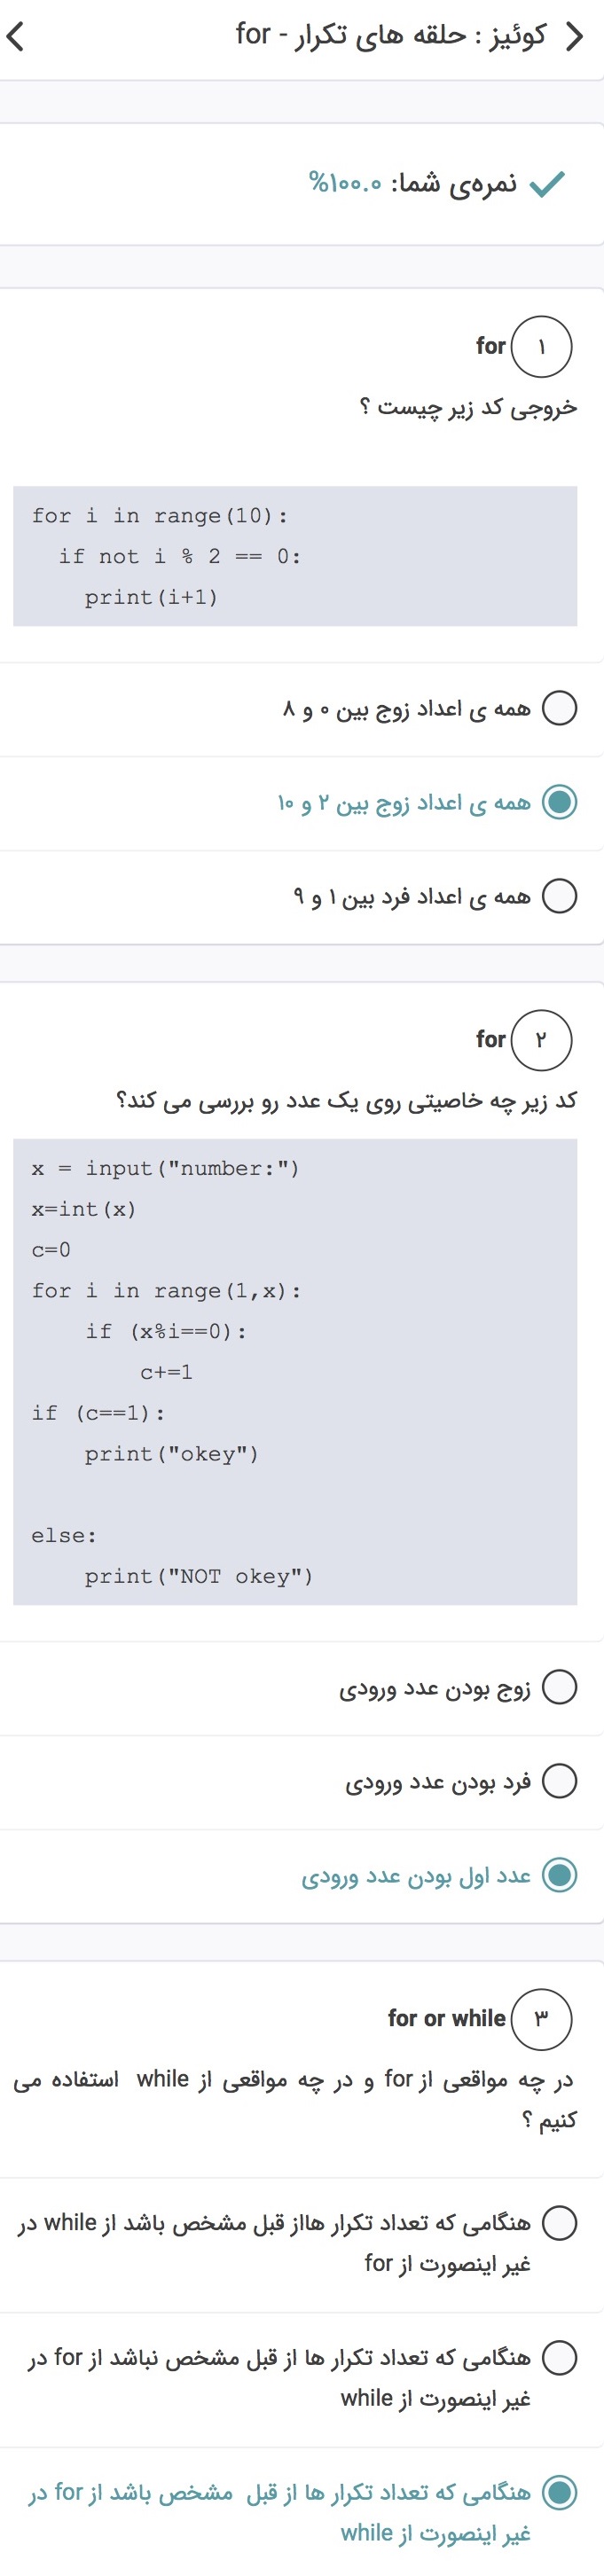 کوئیز : حلقه های تکرار - for
نمره‌ی شما: ۱۰۰.۰%
۱ for
خروجی کد زیر چیست ؟
for i in range(10):
  if not i % 2 == 0:
    print(i+1)
همه ی اعداد زوج بین ۰ و ۸
همه ی اعداد زوج بین ۲ و ۱۰
همه ی اعداد فرد بین ۱ و ۹
۲ for
کد زیر چه خاصیتی روی یک عدد رو بررسی می کند؟
x = input("number:")
x=int(x)
c=0
for i in range(1,x):
    if (x%i==0):
        c+=1
if (c==1):
    print("okey")
else:
    print("NOT okey")
زوج بودن عدد ورودی
فرد بودن عدد ورودی
عدد اول بودن عدد ورودی
۳ for or while
در چه مواقعی از for و در چه مواقعی از while استفاده می
کنیم ؟
هنگامی که تعداد تکرار هااز قبل مشخص باشد از while در
غیر اینصورت از for
هنگامی که تعداد تکرار ها از قبل مشخص نباشد از for در
غیر اینصورت از while
هنگامی که تعداد تکرار ها از قبل مشخص باشد از for در
غیر اینصورت از while